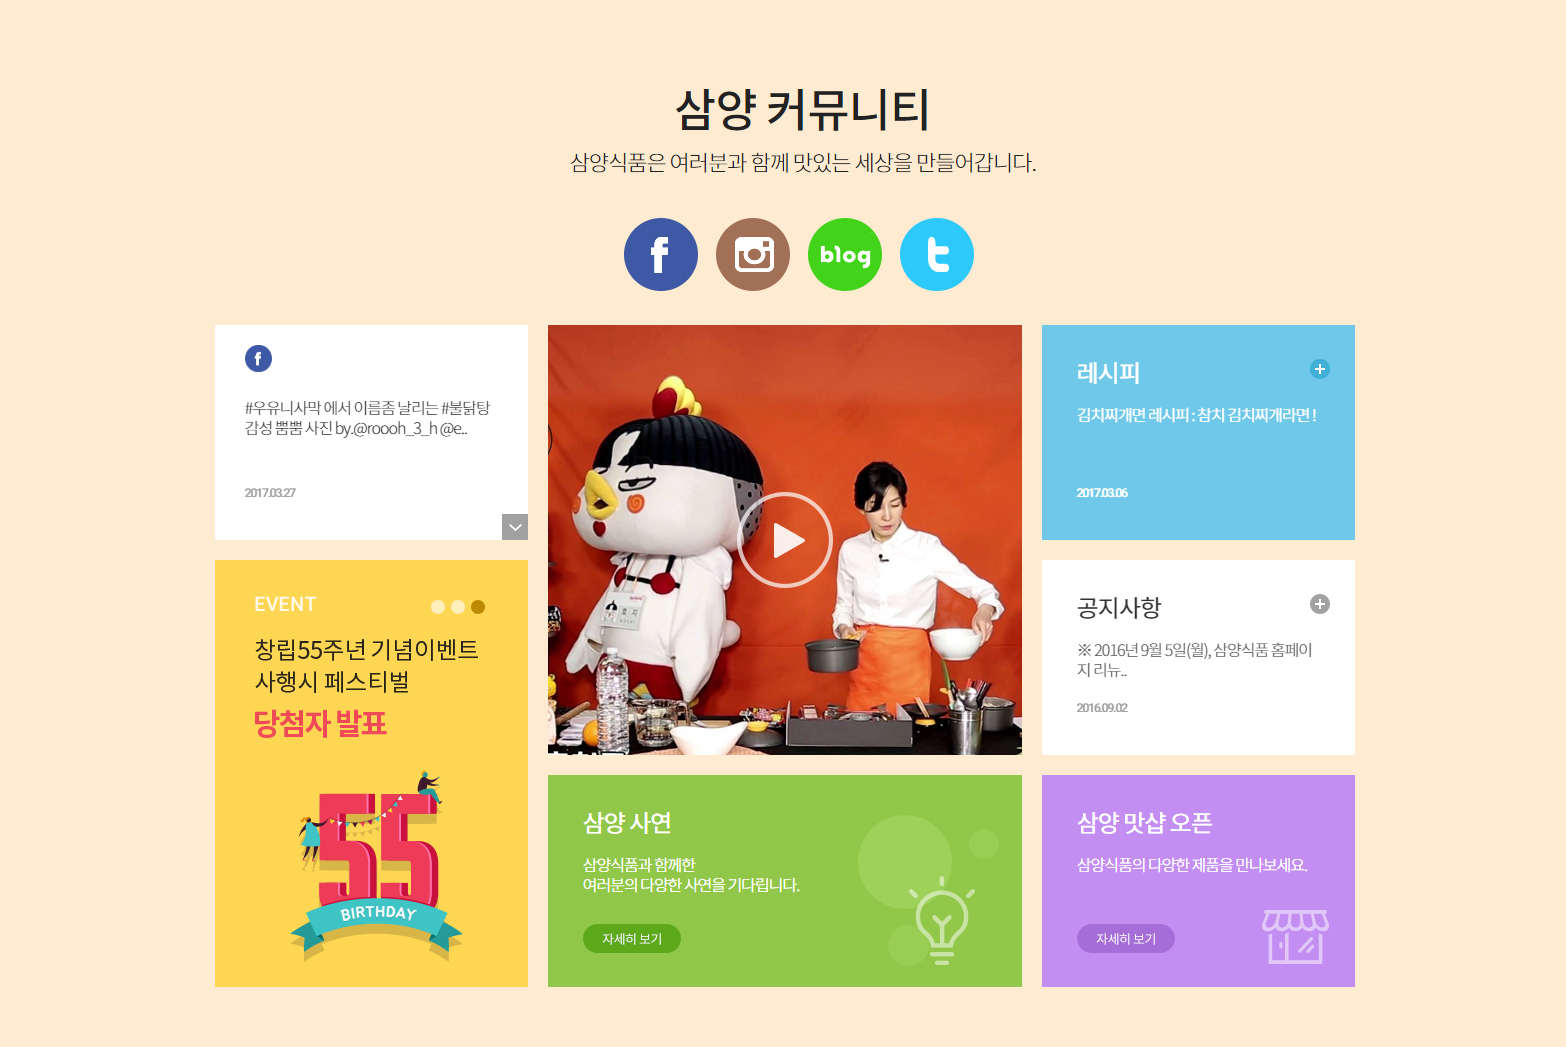 삼양 커뮤니티
삼양식품은 여러분과 함께 맛있는 세상을 만들어갑니다.
blog
#우유니사막 에서 이름좀 날리는 #불닭탕
감성 뿜뿜 사진 by.@roooh_3_h @e..
2017.03.27
EVENT
창립55주년 기념이벤트
사행시 페스티벌
당첨자 발표
55
BIRTHDAY
레시피
김치찌개면 레시피 : 참치 김치찌개라면 !
2017.03.06
공지사항
※ 2016년 9월 5일(월), 삼양식품 홈페이
지 리뉴..
2016.09.02
삼양 사연
삼양식품과 함께한
여러분의 다양한 사연을 기다립니다.
자세히 보기
삼양 맛샵 오픈
삼양식품의 다양한 제품을 만나보세요.
자세히 보기